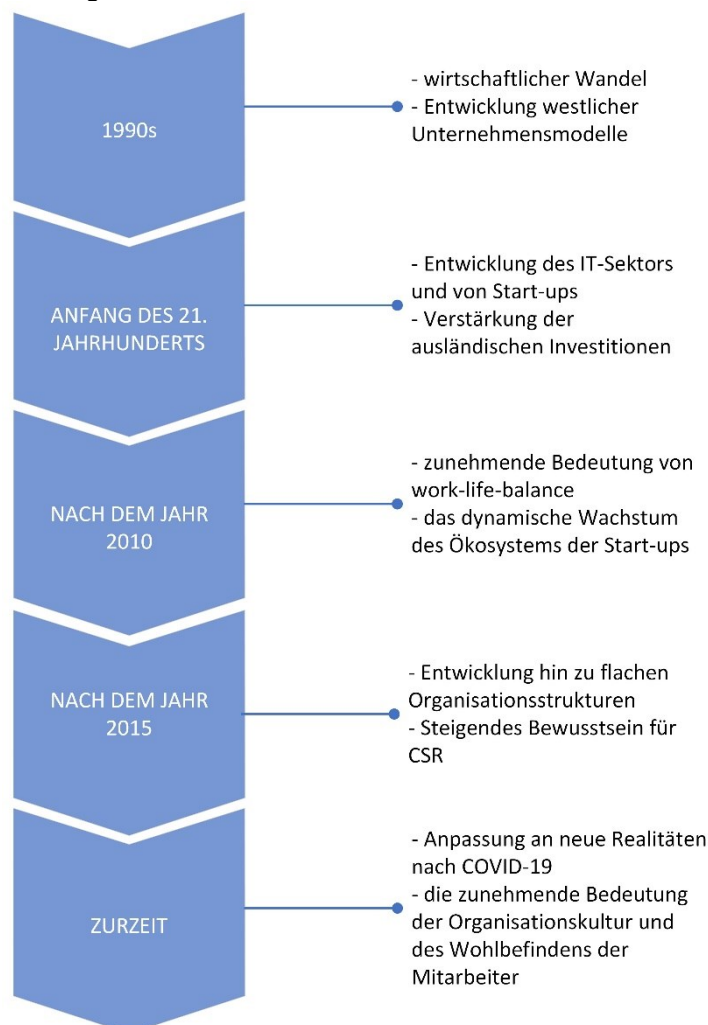 1990s
- wirtschaftlicher Wandel
- Entwicklung westlicher
Unternehmensmodelle
ANFANG DES 21.
JAHRHUNDERTS
- Entwicklung des IT-Sektors
und von Start-ups
- Verstärkung der
ausländischen Investitionen
NACH DEM JAHR
2010
- zunehmende Bedeutung von
work-life-balance
- das dynamische Wachstum
des Ökosystems der Start-ups
NACH DEM JAHR
2015
- Entwicklung hin zu flachen
Organisationsstrukturen
- Steigendes Bewusstsein für
CSR
ZURZEIT
- Anpassung an neue Realitäten
nach COVID-19
- die zunehmende Bedeutung
der Organisationskultur und
des Wohlbefindens der
Mitarbeiter